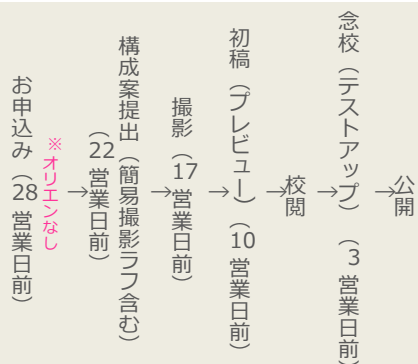 お申込み（28営業日前）
※オリエンなし
→
構成案提出（簡易撮影ラフ含む）
（22営業日前）
→
撮影（17営業日前）
→
初稿（プレビュー）（10営業日前）
→
校閲
→
念校（テストアップ）（3営業日前）
→
公開